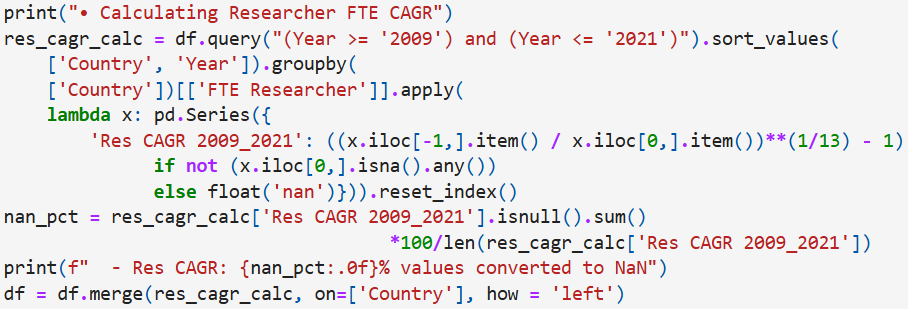 print("• Calculating Researcher FTE CAGR")
res_cagr_calc = df.query("(Year >= '2009') and (Year <= '2021')").sort_values(
    ['Country', 'Year']).groupby(
    ['Country'])[['FTE Researcher']].apply(
    lambda x: pd.Series({
        'Res CAGR 2009_2021': ((x.iloc[-1,].item() / x.iloc[0,].item())**(1/13) - 1)
              if not (x.iloc[0,].isna().any())
              else float('nan')})).reset_index()
nan_pct = res_cagr_calc['Res CAGR 2009_2021'].isnull().sum()
                                   *100/len(res_cagr_calc['Res CAGR 2009_2021'])
print(f"  - Res CAGR: {nan_pct:.0f}% values converted to NaN")
df = df.merge(res_cagr_calc, on=['Country'], how = 'left')